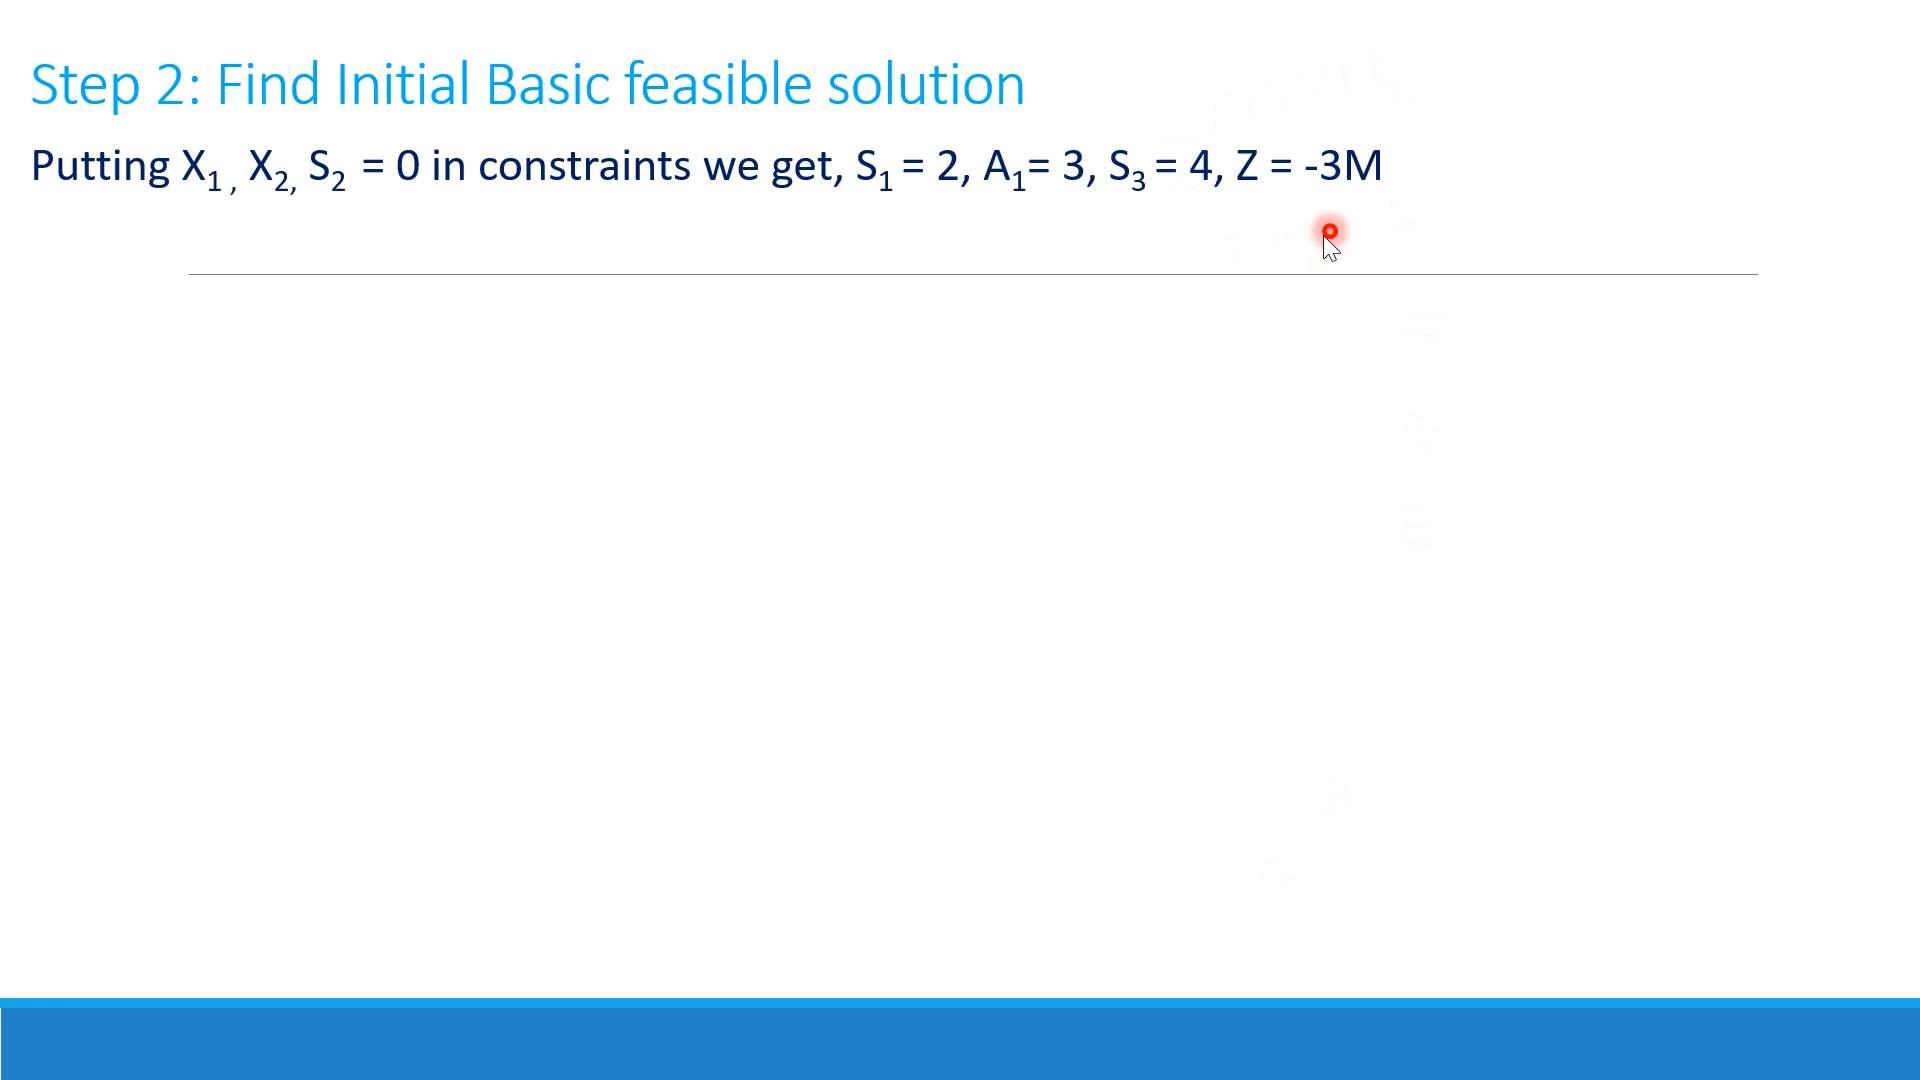 Step 2: Find Initial Basic feasible solution
Putting X₁ , X₂, S₂ = 0 in constraints we get, S₁ = 2, A₁= 3, S₃ = 4, Z = -3M